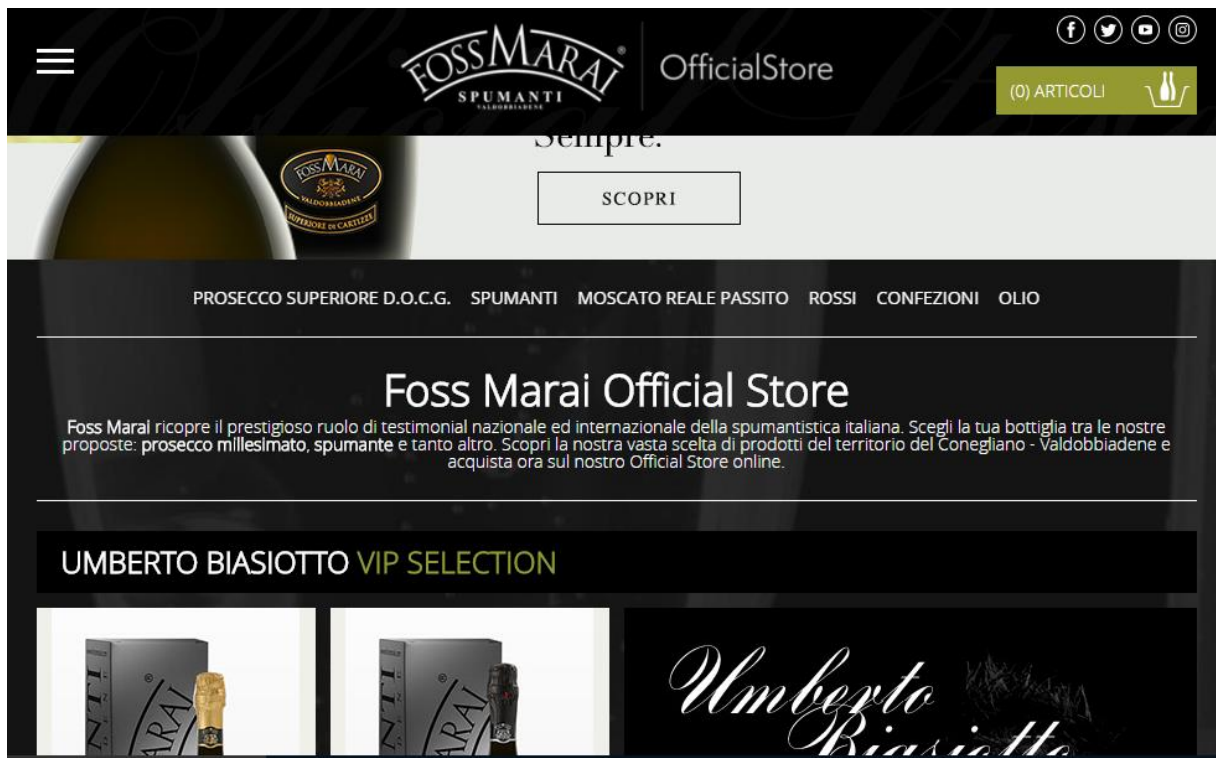 FOSSMARAI®
SPUMANTI
VALDOBBIADENE
OfficialStore
(0) ARTICOLI
Sempre.
FOSSMARAI
VALDOBBIADENE
SUPERIORE DI CARTIZZE
SCOPRI
PROSECCO SUPERIORE D.O.C.G. SPUMANTI MOSCATO REALE PASSITO ROSSI CONFEZIONI OLIO
Foss Marai Official Store
Foss Marai ricopre il prestigioso ruolo di testimonial nazionale ed internazionale della spumantistica italiana. Scegli la tua bottiglia tra le nostre
proposte: prosecco millesimato, spumante e tanto altro. Scopri la nostra vasta scelta di prodotti del territorio del Conegliano - Valdobbiadene e
acquista ora sul nostro Official Store online.
UMBERTO BIASIOTTO VIP SELECTION
Umberto
Biasiotto